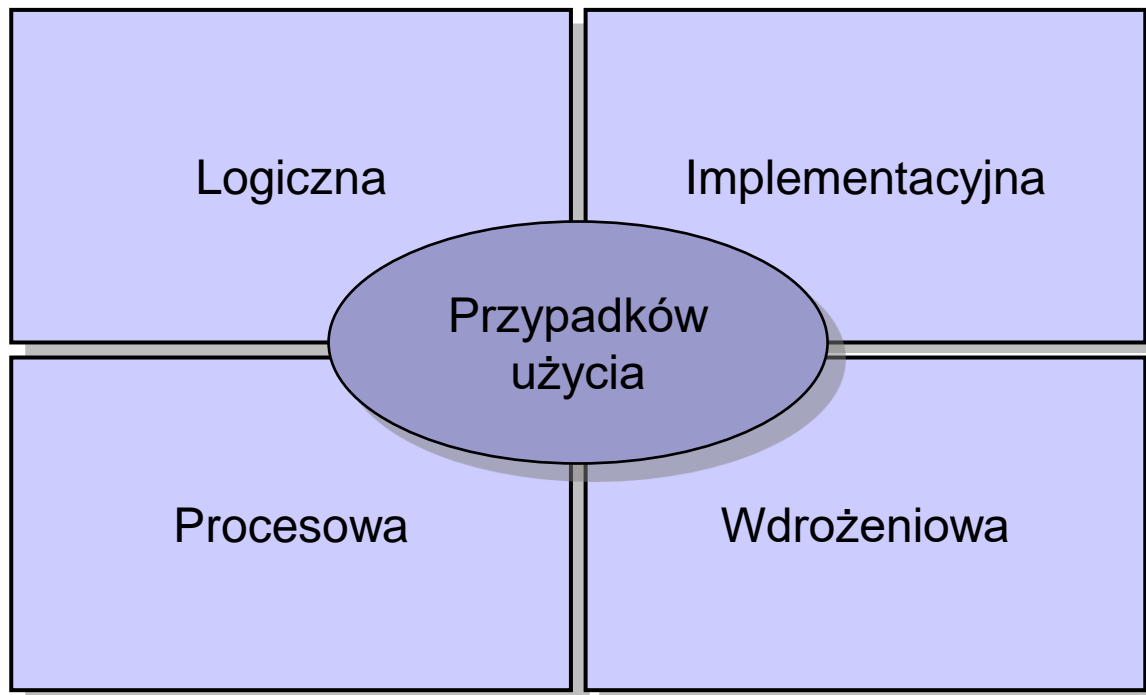 Logiczna
Implementacyjna
Przypadków
użycia
Procesowa
Wdrożeniowa